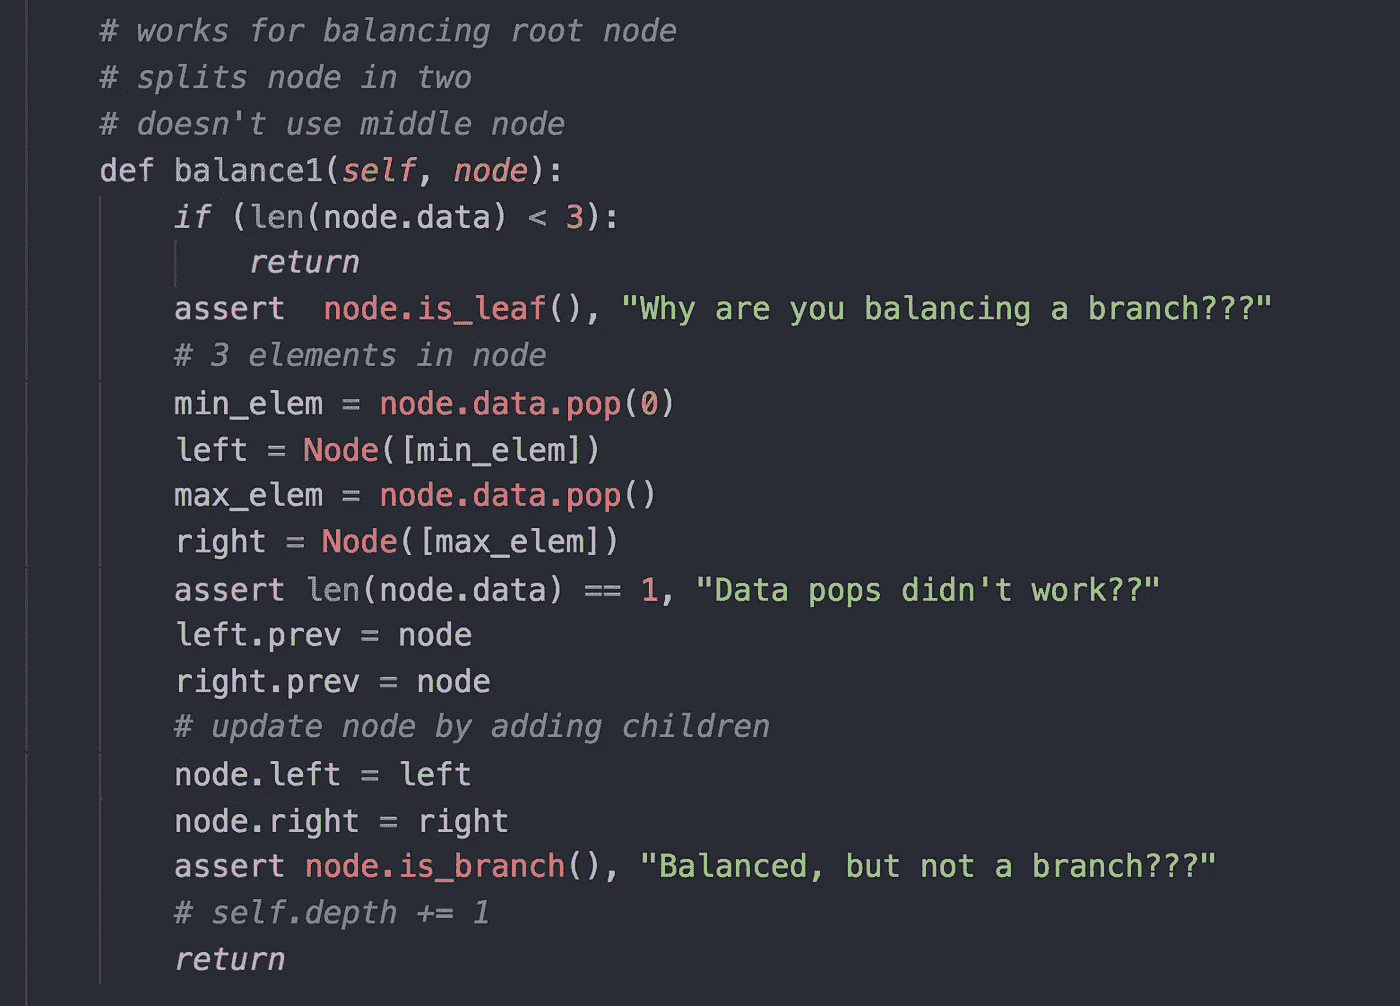 # works for balancing root node
# splits node in two
# doesn't use middle node
def balance1(self, node):
    if (len(node.data) < 3):
        return
    assert  node.is_leaf(), "Why are you balancing a branch???"
    # 3 elements in node
    min_elem = node.data.pop(0)
    left = Node([min_elem])
    max_elem = node.data.pop()
    right = Node([max_elem])
    assert len(node.data) == 1, "Data pops didn't work??"
    left.prev = node
    right.prev = node
    # update node by adding children
    node.left = left
    node.right = right
    assert node.is_branch(), "Balanced, but not a branch???"
    # self.depth += 1
    return